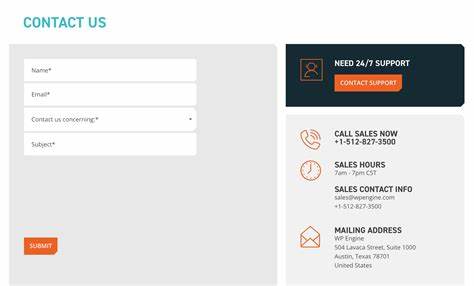 CONTACT US
Name*
Email*
Contact us concerning:*
Subject*
SUBMIT
NEED 24/7 SUPPORT
CONTACT SUPPORT
CALL SALES NOW
+1-512-827-3500
SALES HOURS
7am - 7pm CST
SALES CONTACT INFO
sales@wpengine.com
+1-512-827-3500
MAILING ADDRESS
WP Engine
504 Lavaca Street, Suite 1000
Austin, Texas 78701
United States